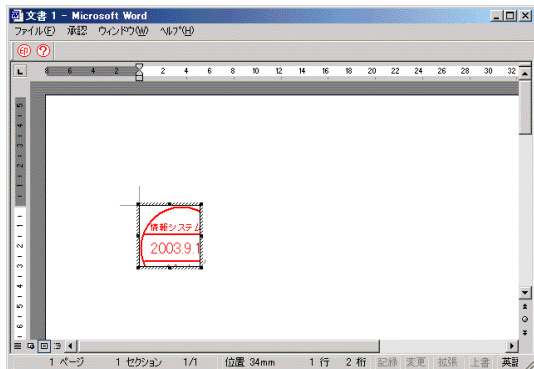 文書 1 - Microsoft Word
ファイル(F) 承認 ウィンドウ(W) ヘルプ(H)
印 ?
L 8 6 4 2 2 4 6 8 10 12 14 16 18 20 22 24 26 28 30 32
情報システム
2003.9.1
1 ページ 1 セクション 1/1 位置 34mm 1 行 2 桁 記録 変更 拡張 上書 英語